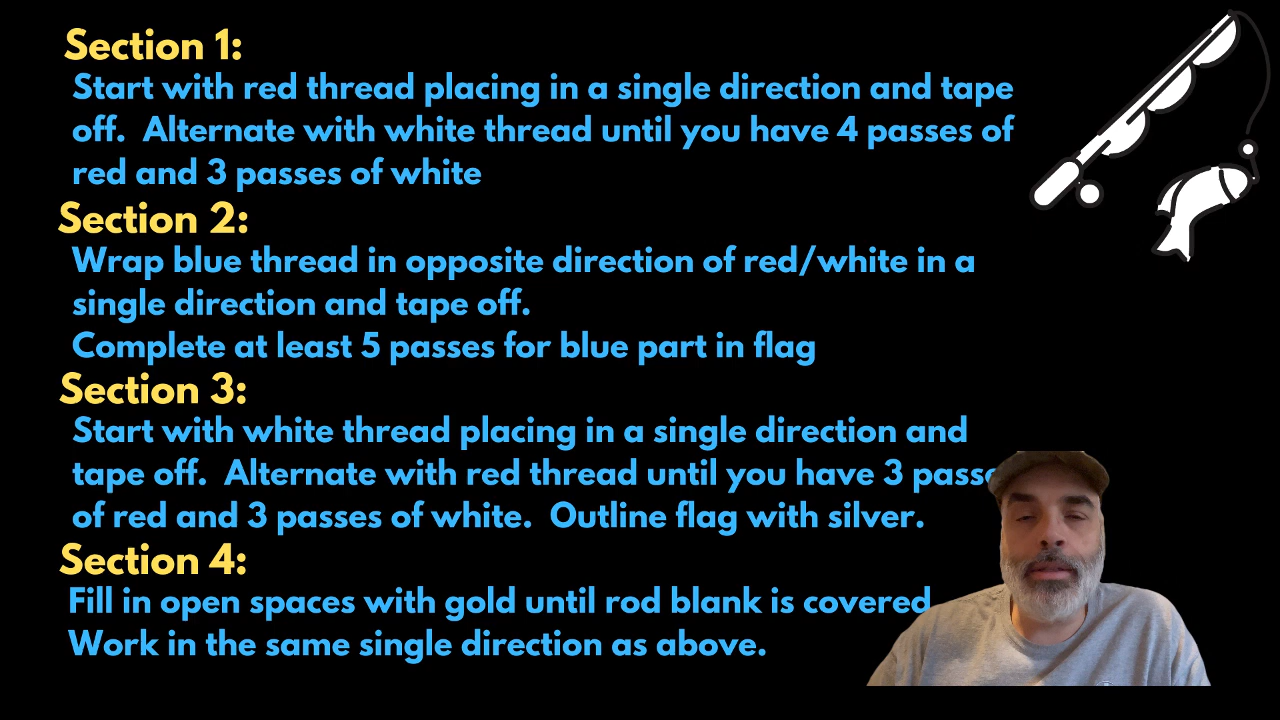 Section 1:
Start with red thread placing in a single direction and tape
off. Alternate with white thread until you have 4 passes of
red and 3 passes of white
Section 2:
Wrap blue thread in opposite direction of red/white in a
single direction and tape off.
Complete at least 5 passes for blue part in flag
Section 3:
Start with white thread placing in a single direction and
tape off. Alternate with red thread until you have 3 passe
of red and 3 passes of white. Outline flag with silver.
Section 4:
Fill in open spaces with gold until rod blank is covered
Work in the same single direction as above.